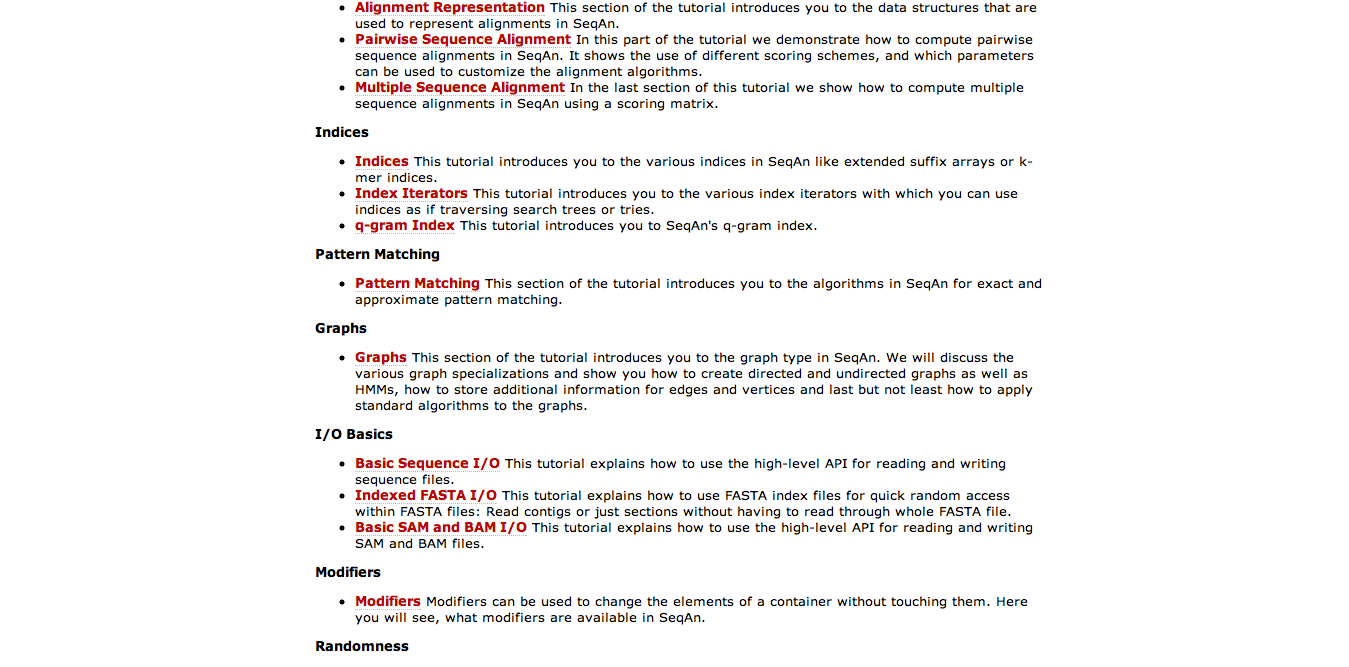 • Alignment Representation This section of the tutorial introduces you to the data structures that are
used to represent alignments in SeqAn.
• Pairwise Sequence Alignment In this part of the tutorial we demonstrate how to compute pairwise
sequence alignments in SeqAn. It shows the use of different scoring schemes, and which parameters
can be used to customize the alignment algorithms.
• Multiple Sequence Alignment In the last section of this tutorial we show how to compute multiple
sequence alignments in SeqAn using a scoring matrix.
Indices
• Indices This tutorial introduces you to the various indices in SeqAn like extended suffix arrays or k-
mer indices.
• Index Iterators This tutorial introduces you to the various index iterators with which you can use
indices as if traversing search trees or tries.
• q-gram Index This tutorial introduces you to SeqAn's q-gram index.
Pattern Matching
• Pattern Matching This section of the tutorial introduces you to the algorithms in SeqAn for exact and
approximate pattern matching.
Graphs
• Graphs This section of the tutorial introduces you to the graph type in SeqAn. We will discuss the
various graph specializations and show you how to create directed and undirected graphs as well as
HMMs, how to store additional information for edges and vertices and last but not least how to apply
standard algorithms to the graphs.
I/O Basics
• Basic Sequence I/O This tutorial explains how to use the high-level API for reading and writing
sequence files.
• Indexed FASTA I/O This tutorial explains how to use FASTA index files for quick random access
within FASTA files: Read contigs or just sections without having to read through whole FASTA file.
• Basic SAM and BAM I/O This tutorial explains how to use the high-level API for reading and writing
SAM and BAM files.
Modifiers
• Modifiers Modifiers can be used to change the elements of a container without touching them. Here
you will see, what modifiers are available in SeqAn.
Randomness